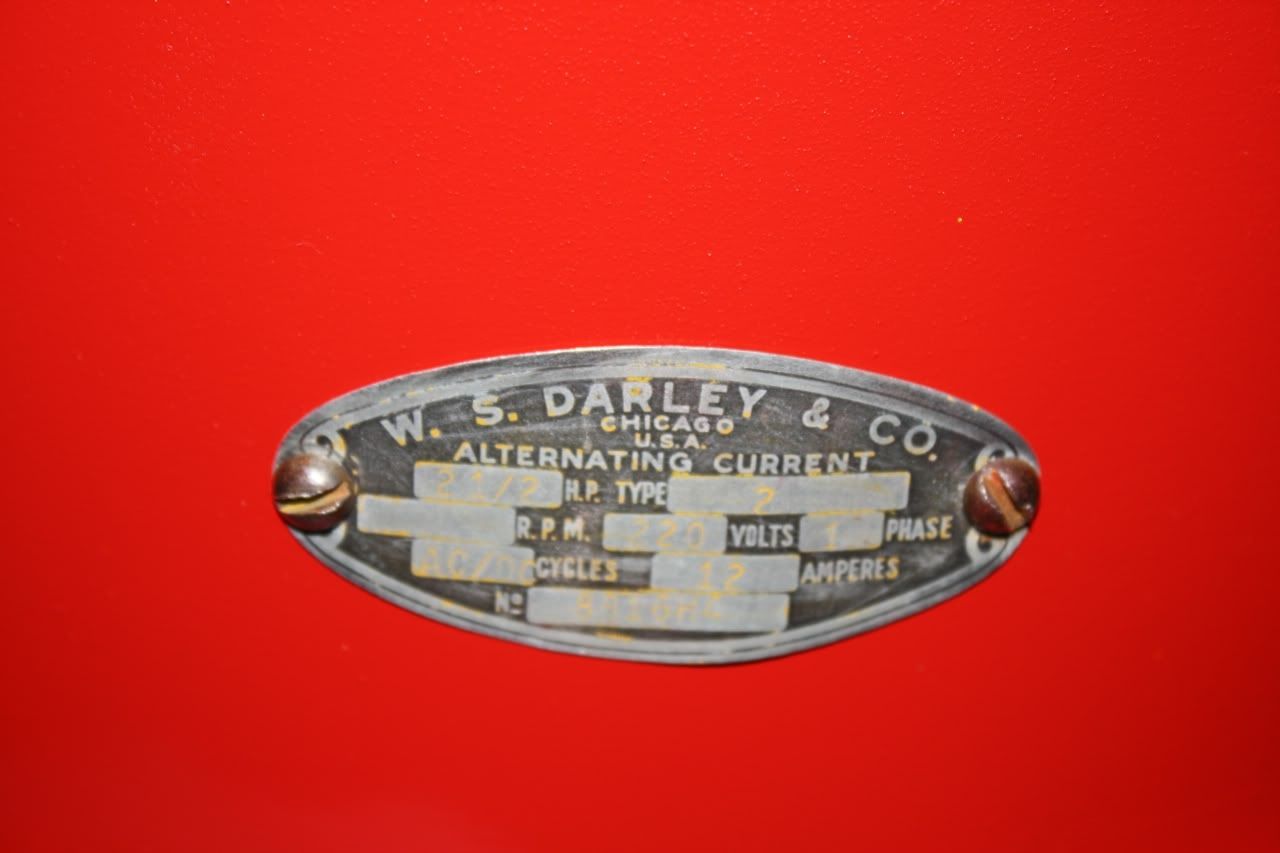 W. S. DARLEY & CO.
CHICAGO
U.S.A.
ALTERNATING CURRENT
2 1/2 H.P. TYPE 2
R.P.M. 220 VOLTS 1 PHASE
AC/DC CYCLES 12 AMPERES
Nº